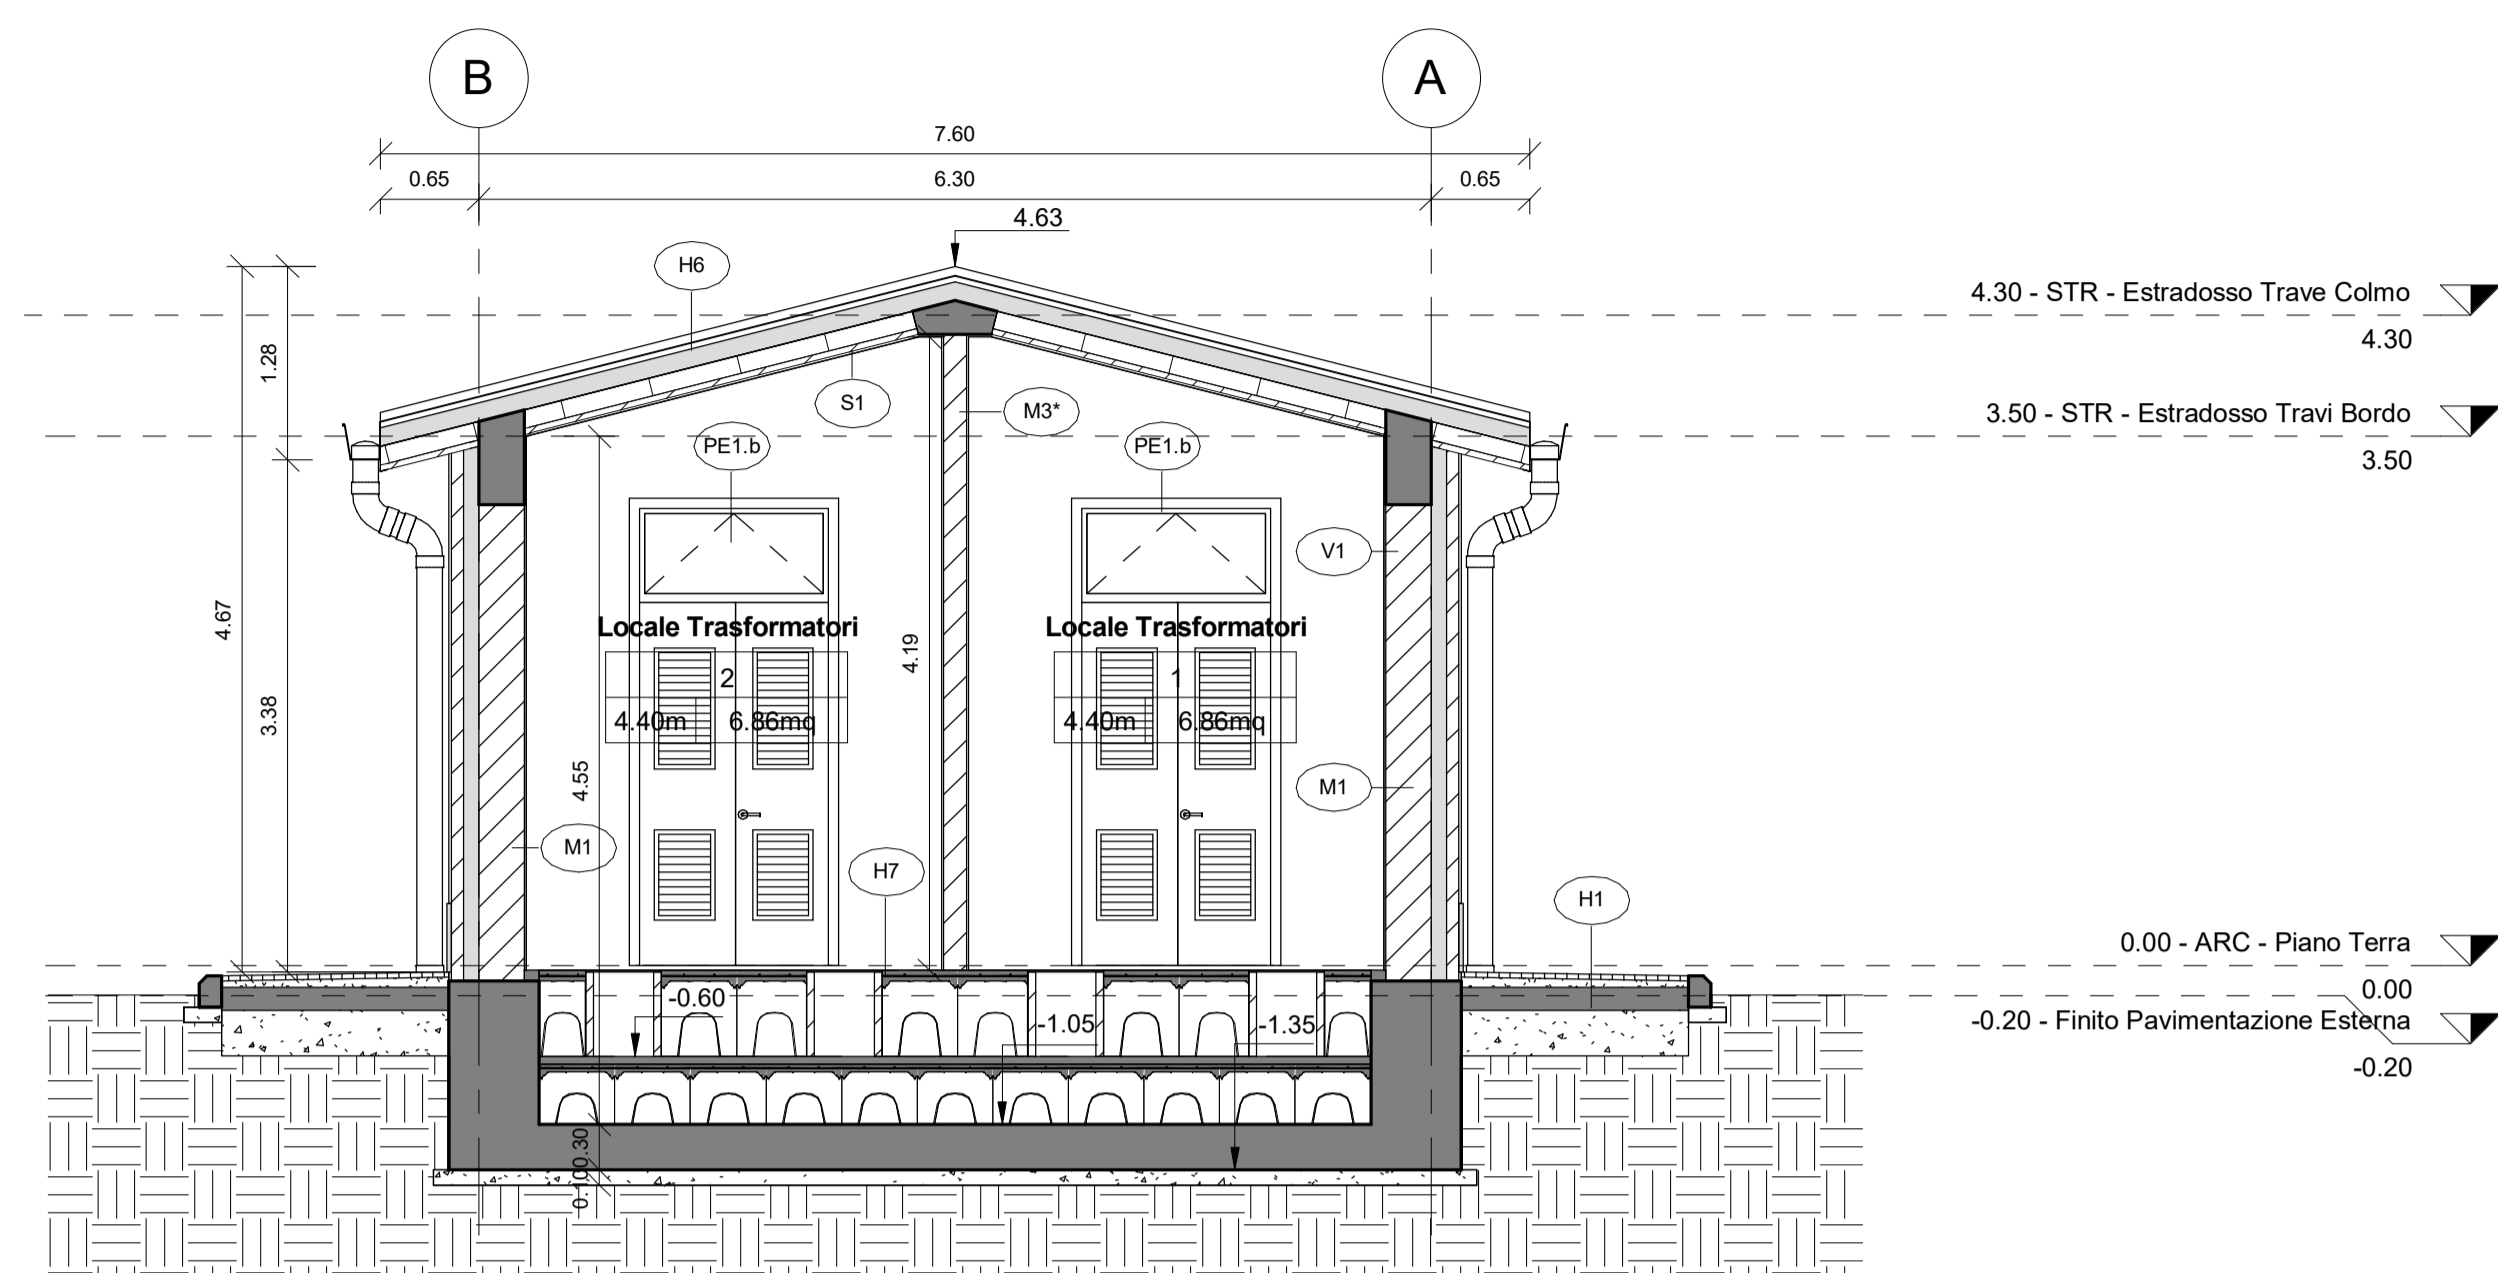 B
A
7.60
0.65
6.30
0.65
4.63
H6
4.30 - STR - Estradosso Trave Colmo
4.30
1.28
S1
M3*
3.50 - STR - Estradosso Travi Bordo
3.50
PE1.b
PE1.b
V1
4.67
Locale Trasformatori
2
4.40m
6.86mq
4.19
Locale Trasformatori
1
4.40m
6.86mq
3.38
4.55
M1
M1
H7
H1
0.00 - ARC - Piano Terra
0.00
-0.60
-1.05
-1.35
-0.20 - Finito Pavimentazione Esterna
-0.20
0.30
0.10